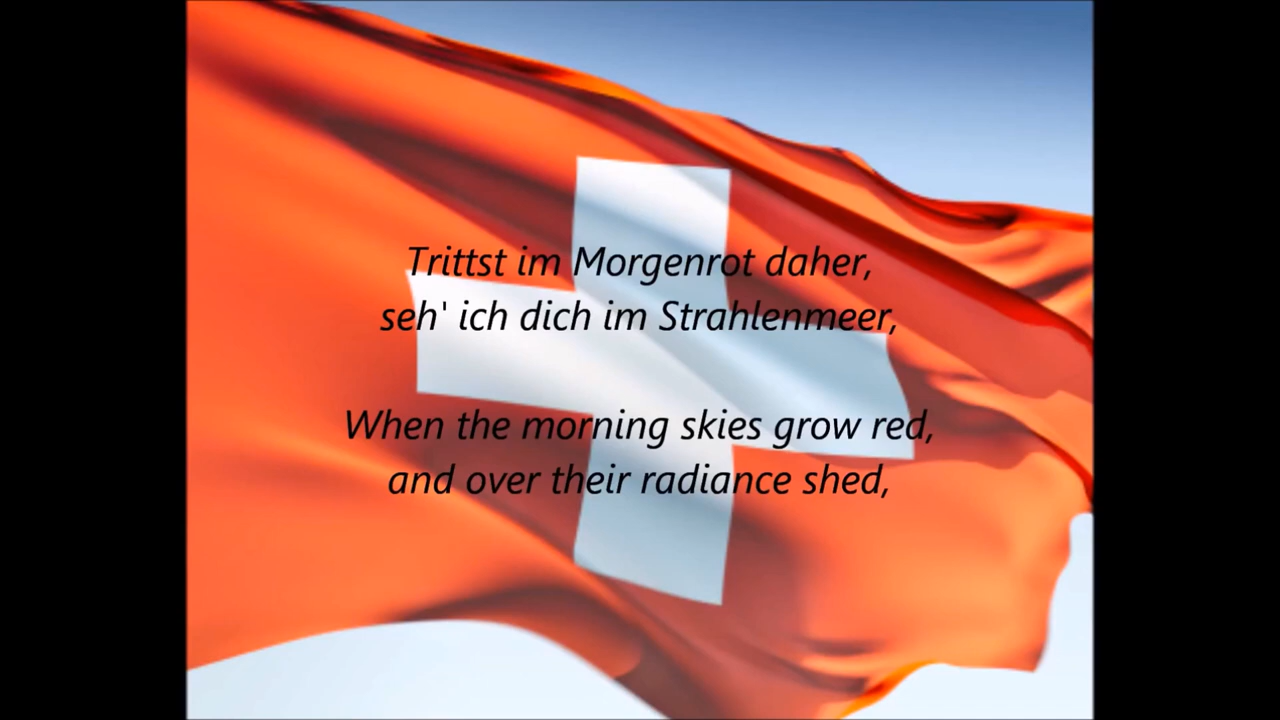 Trittst im Morgenrot daher,
seh' ich dich im Strahlenmeer,
When the morning skies grow red,
and over their radiance shed,